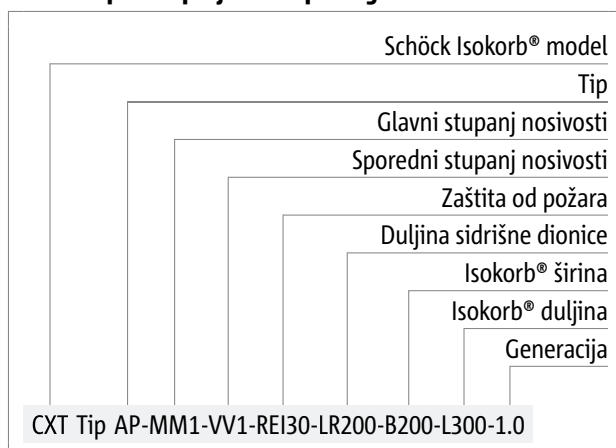 Schöck Isokorb® model
Tip
Glavni stupanj nosivosti
Sporedni stupanj nosivosti
Zaštita od požara
Duljina sidrišne dionice
Isokorb® širina
Isokorb® duljina
Generacija
CXT Tip AP-MM1-VV1-REI30-LR200-B200-L300-1.0